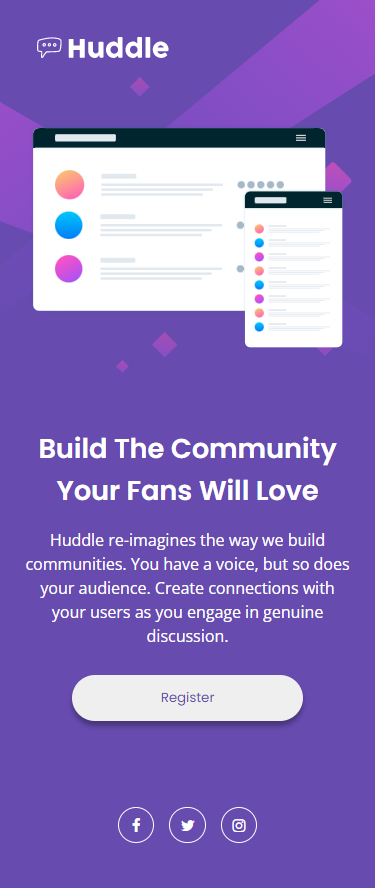 Huddle
Build The Community
Your Fans Will Love
Huddle re-imagines the way we build
communities. You have a voice, but so does
your audience. Create connections with
your users as you engage in genuine
discussion.
Register